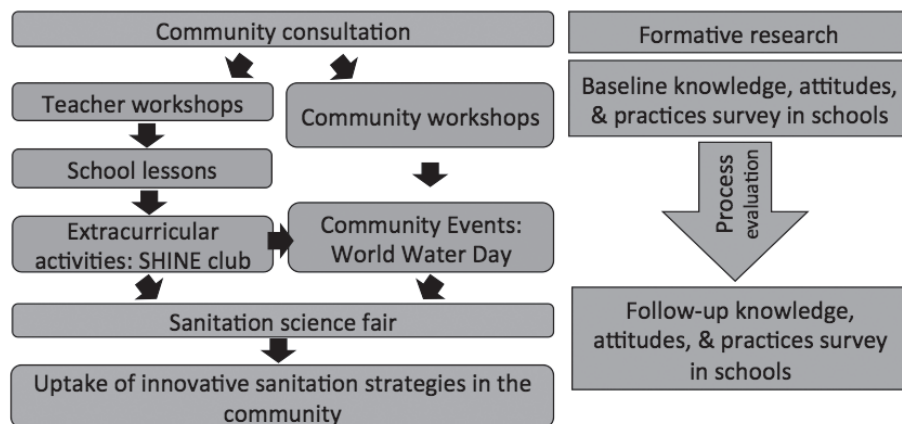 Community consultation
Teacher workshops
School lessons
Extracurricular
activities: SHINE club
Community workshops
Community Events:
World Water Day
Sanitation science fair
Uptake of innovative sanitation strategies in the
community
Formative research
Baseline knowledge, attitudes,
& practices survey in schools
Process
evaluation
Follow-up knowledge,
attitudes, & practices survey
in schools